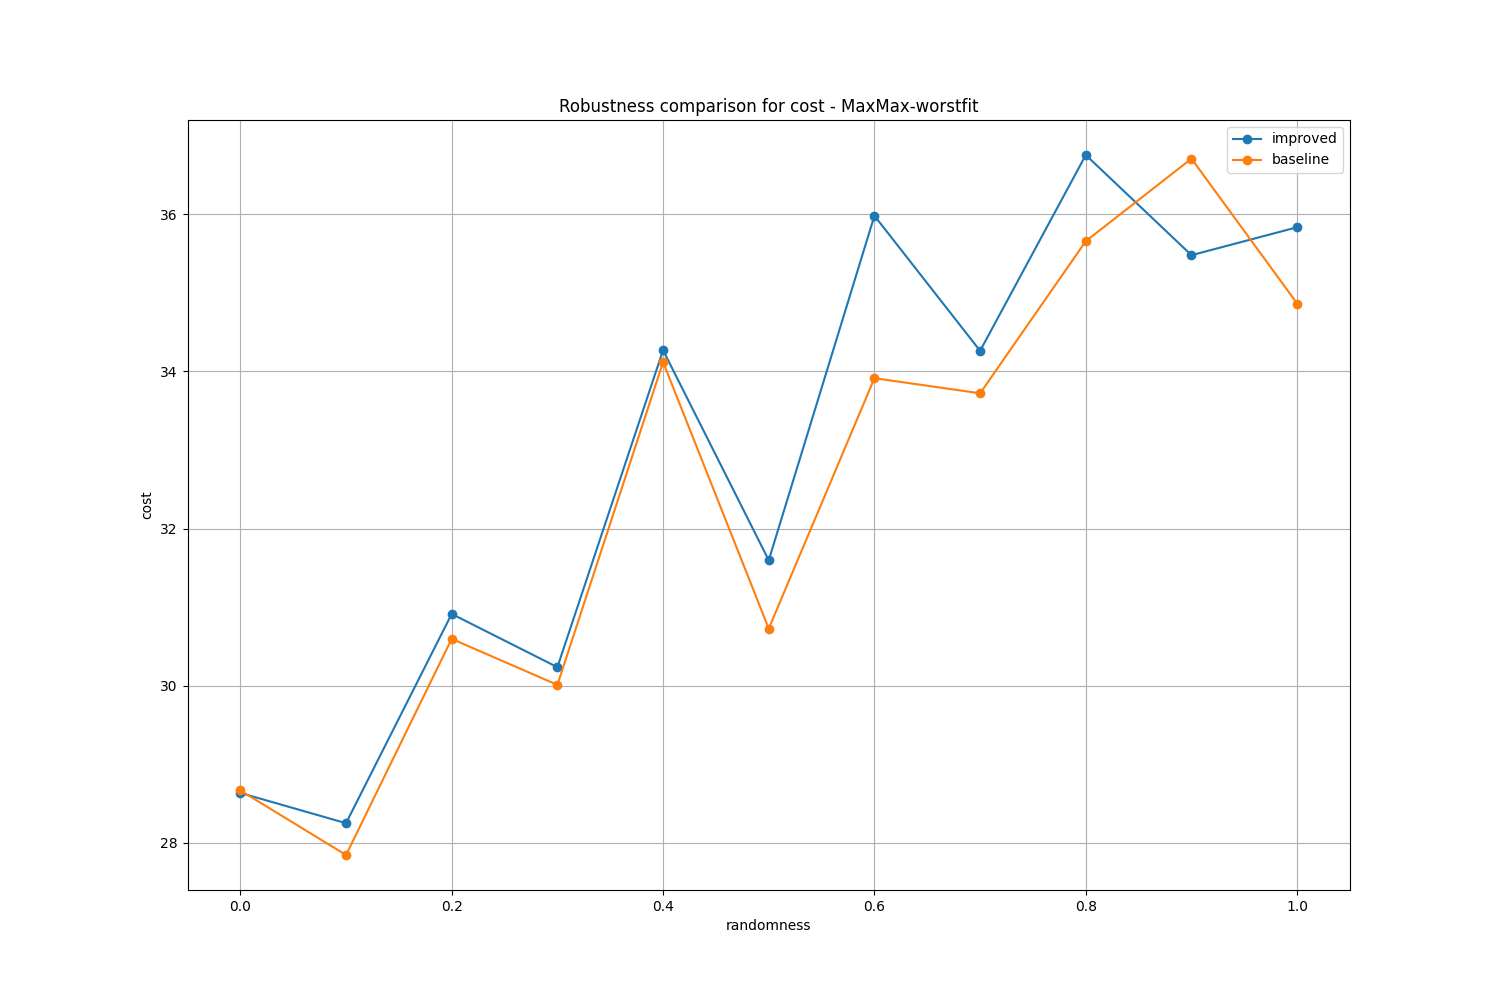 Robustness comparison for cost - MaxMax-worstfit
improved
baseline
36
34
32
30
28
cost
0.0 0.2 0.4 0.6 0.8 1.0
randomness